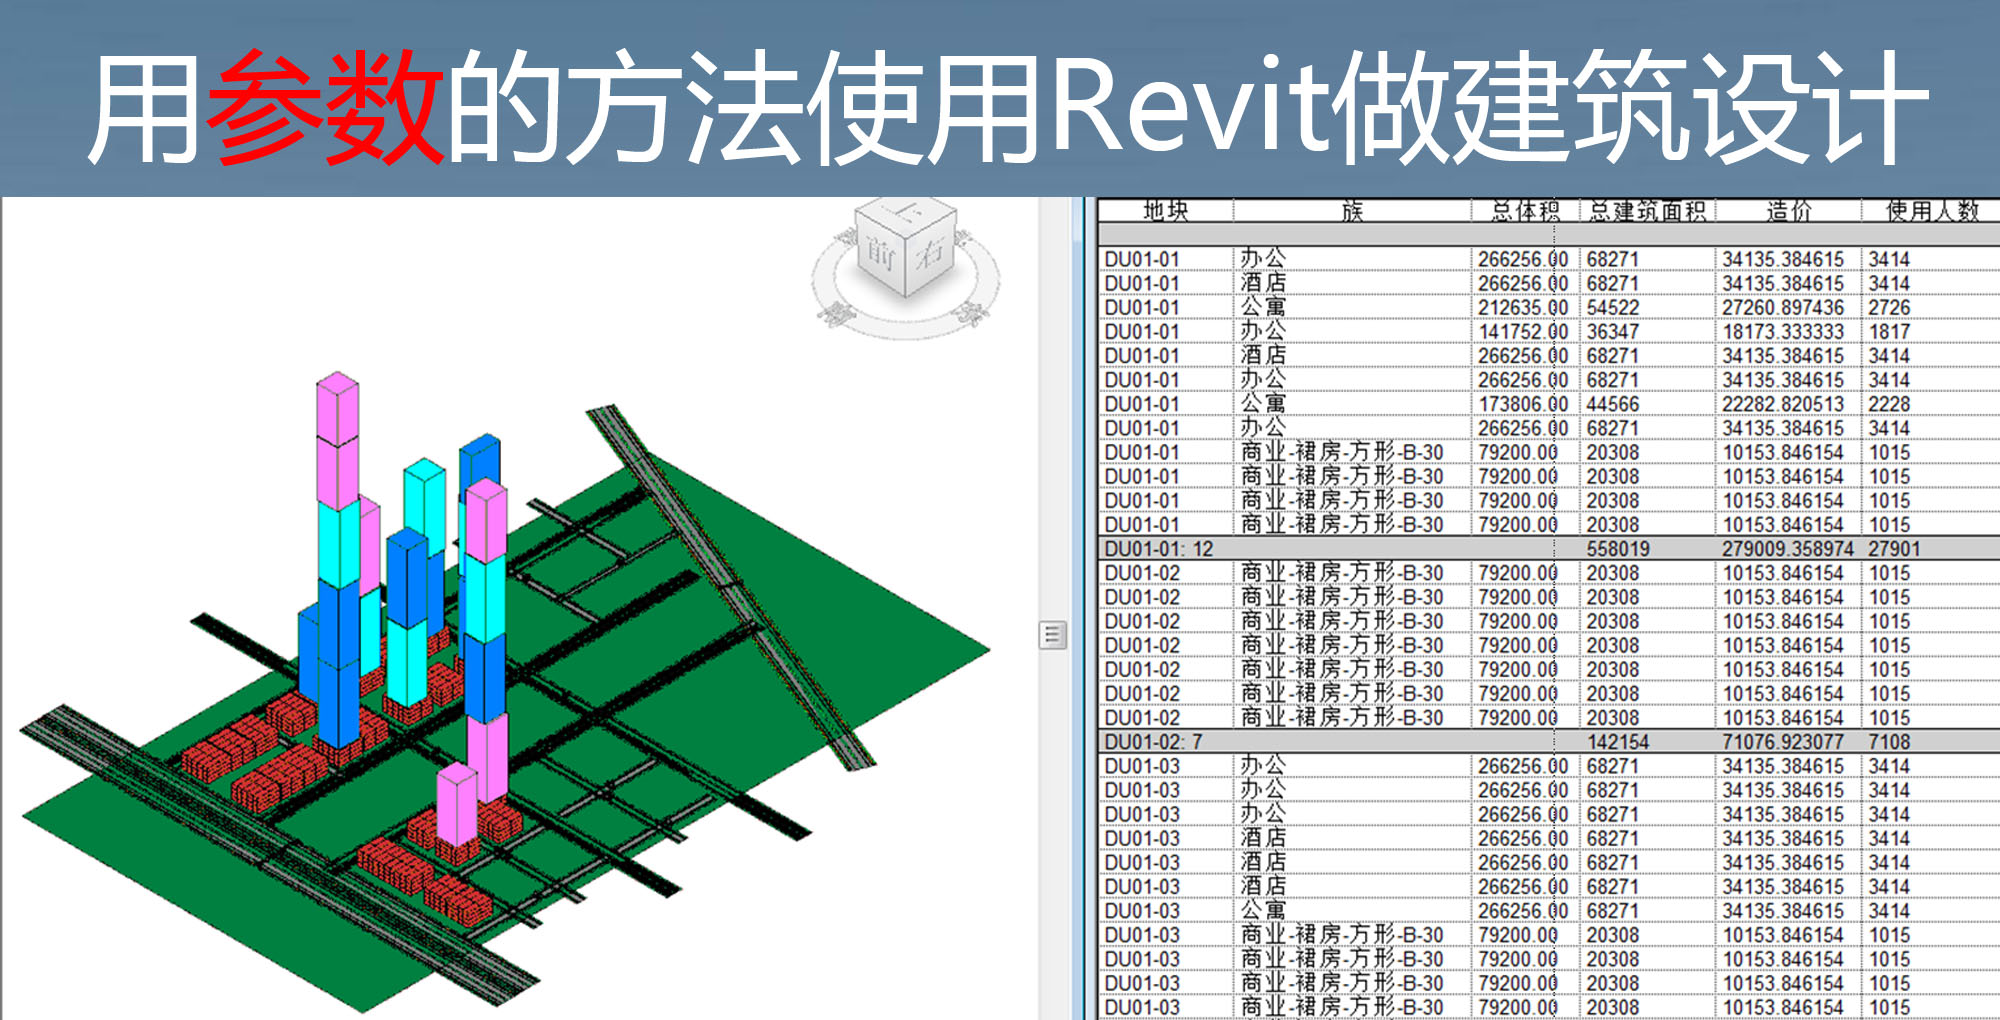 用参数的方法使用Revit做建筑设计
上
前 右
地块 族 总体积 总建筑面积 造价 使用人数
DU01-01 办公 266256.00 68271 34135.384615 3414
DU01-01 酒店 266256.00 68271 34135.384615 3414
DU01-01 公寓 212635.00 54522 27260.897436 2726
DU01-01 办公 141752.00 36347 18173.333333 1817
DU01-01 酒店 266256.00 68271 34135.384615 3414
DU01-01 办公 266256.00 68271 34135.384615 3414
DU01-01 公寓 173806.00 44566 22282.820513 2228
DU01-01 办公 266256.00 68271 34135.384615 3414
DU01-01 商业-裙房-方形-B-30 79200.00 20308 10153.846154 1015
DU01-01 商业-裙房-方形-B-30 79200.00 20308 10153.846154 1015
DU01-01 商业-裙房-方形-B-30 79200.00 20308 10153.846154 1015
DU01-01 商业-裙房-方形-B-30 79200.00 20308 10153.846154 1015
DU01-01: 12 558019 279009.358974 27901
DU01-02 商业-裙房-方形-B-30 79200.00 20308 10153.846154 1015
DU01-02 商业-裙房-方形-B-30 79200.00 20308 10153.846154 1015
DU01-02 商业-裙房-方形-B-30 79200.00 20308 10153.846154 1015
DU01-02 商业-裙房-方形-B-30 79200.00 20308 10153.846154 1015
DU01-02 商业-裙房-方形-B-30 79200.00 20308 10153.846154 1015
DU01-02 商业-裙房-方形-B-30 79200.00 20308 10153.846154 1015
DU01-02 商业-裙房-方形-B-30 79200.00 20308 10153.846154 1015
DU01-02: 7 142154 71076.923077 7108
DU01-03 办公 266256.00 68271 34135.384615 3414
DU01-03 办公 266256.00 68271 34135.384615 3414
DU01-03 办公 266256.00 68271 34135.384615 3414
DU01-03 酒店 266256.00 68271 34135.384615 3414
DU01-03 酒店 266256.00 68271 34135.384615 3414
DU01-03 酒店 266256.00 68271 34135.384615 3414
DU01-03 公寓 266256.00 68271 34135.384615 3414
DU01-03 商业-裙房-方形-B-30 79200.00 20308 10153.846154 1015
DU01-03 商业-裙房-方形-B-30 79200.00 20308 10153.846154 1015
DU01-03 商业-裙房-方形-B-30 79200.00 20308 10153.846154 1015
DU01-03 商业-裙房-方形-B-30 79200.00 20308 10153.846154 1015